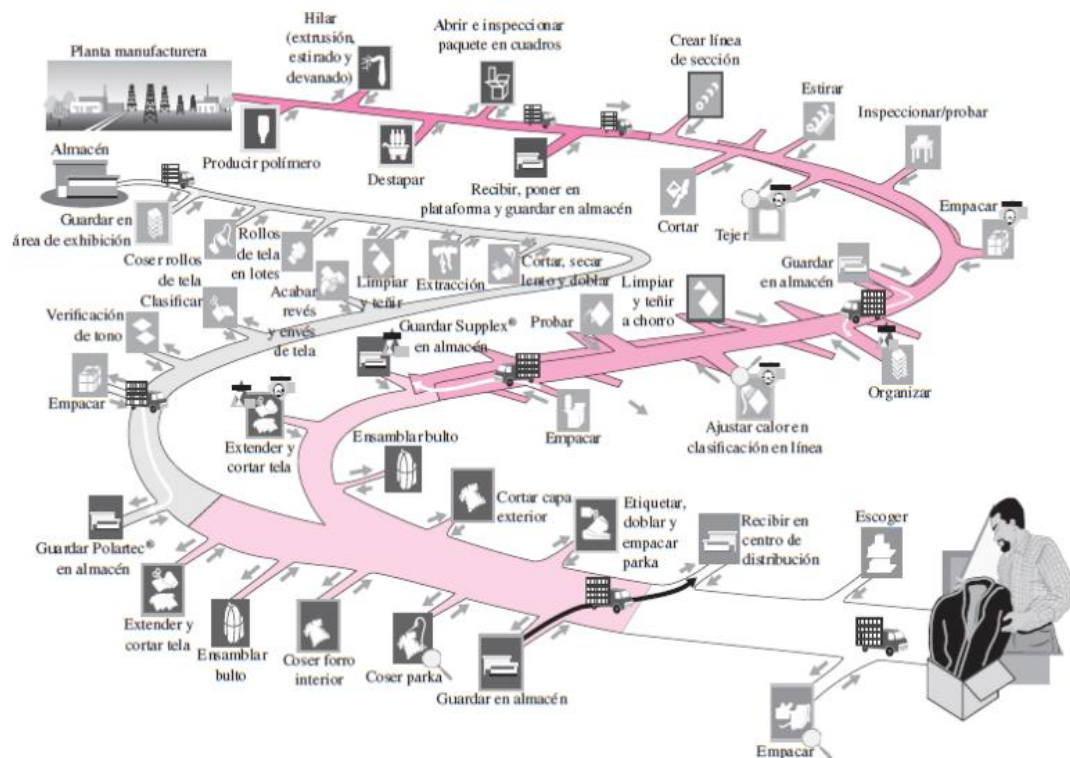 Planta manufacturera
Hilar
(extrusión,
estirado y
devanado)
Abrir e inspeccionar
paquete en cuadros
Crear línea
de sección
Estirar
Inspeccionar/probar
Almacén
Producir polímero
Destapar
Recibir, poner en
plataforma y guardar en almacén
Cortar
Tejer
Empacar
Guardar en
área de exhibición
Coser rollos
de tela
Rollos
de tela
en lotes
Acabar
revés
y envés
de tela
Limpiar
y teñir
Extracción
Cortar, secar
lento y doblar
Guardar
en almacén
Clasificar
Verificación
de tono
Guardar Supplex®
en almacén
Probar
Limpiar
y teñir
a chorro
Organizar
Empacar
Extender y
cortar tela
Empacar
Ajustar calor en
clasificación en línea
Ensamblar bulto
Cortar capa
exterior
Etiquetar,
doblar y
empacar
parka
Recibir en
centro de
distribución
Escoger
Guardar Polartec®
en almacén
Extender y
cortar tela
Ensamblar
bulto
Coser forro
interior
Coser parka
Guardar en almacén
Empacar